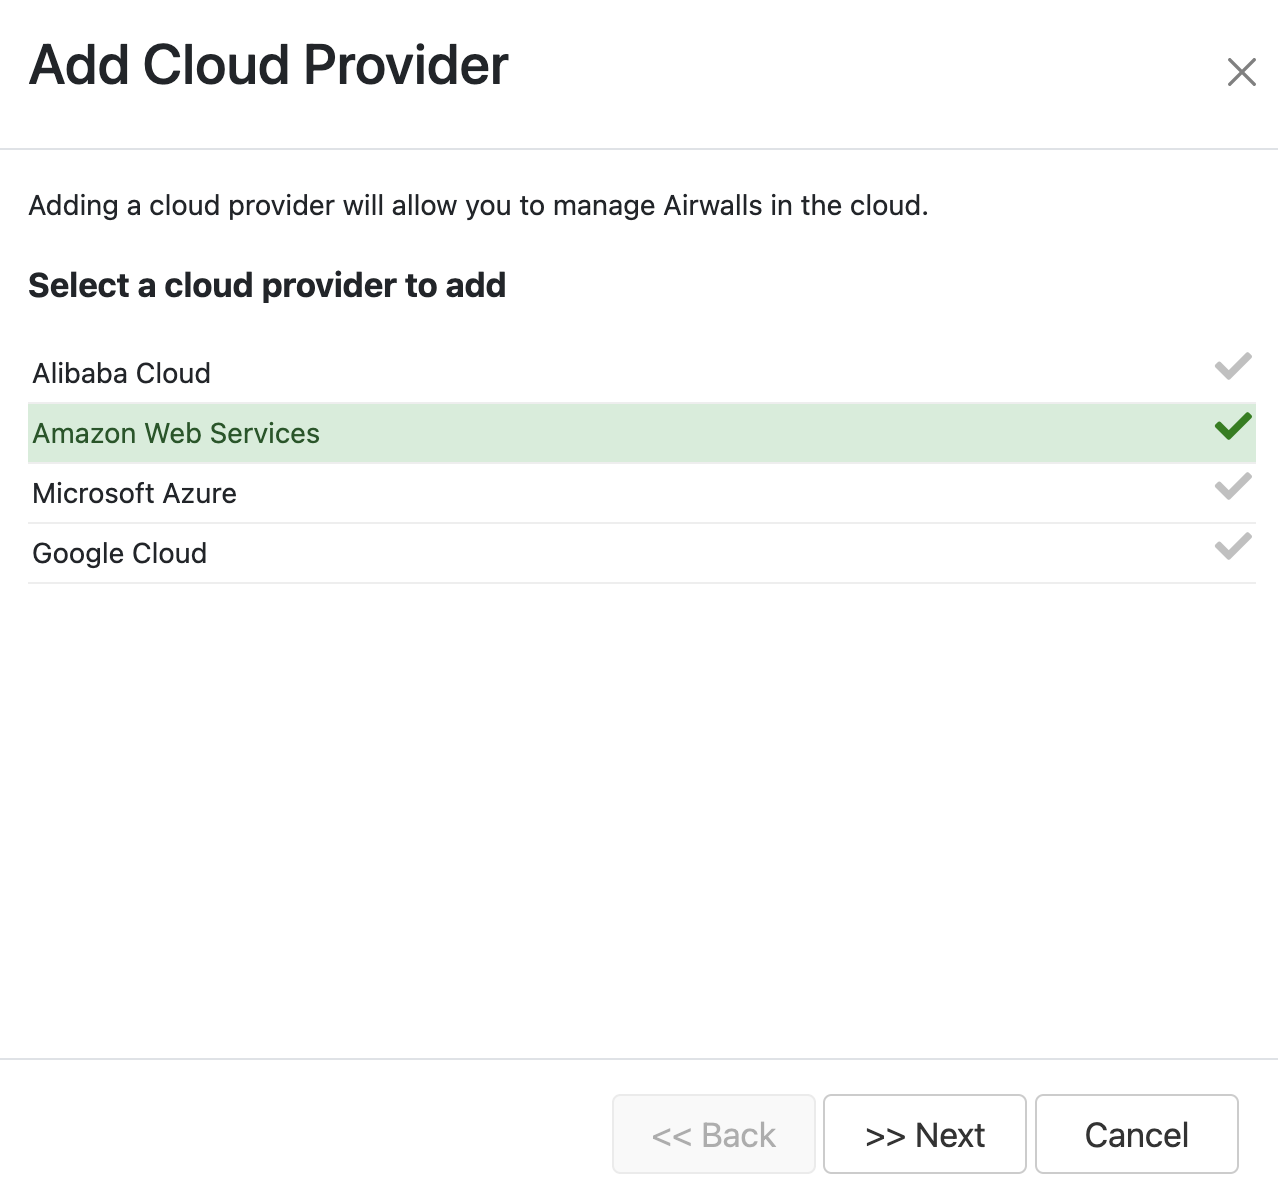 Add Cloud Provider
Adding a cloud provider will allow you to manage Airwalls in the cloud.
Select a cloud provider to add
Alibaba Cloud
Amazon Web Services
Microsoft Azure
Google Cloud
<< Back
>> Next
Cancel